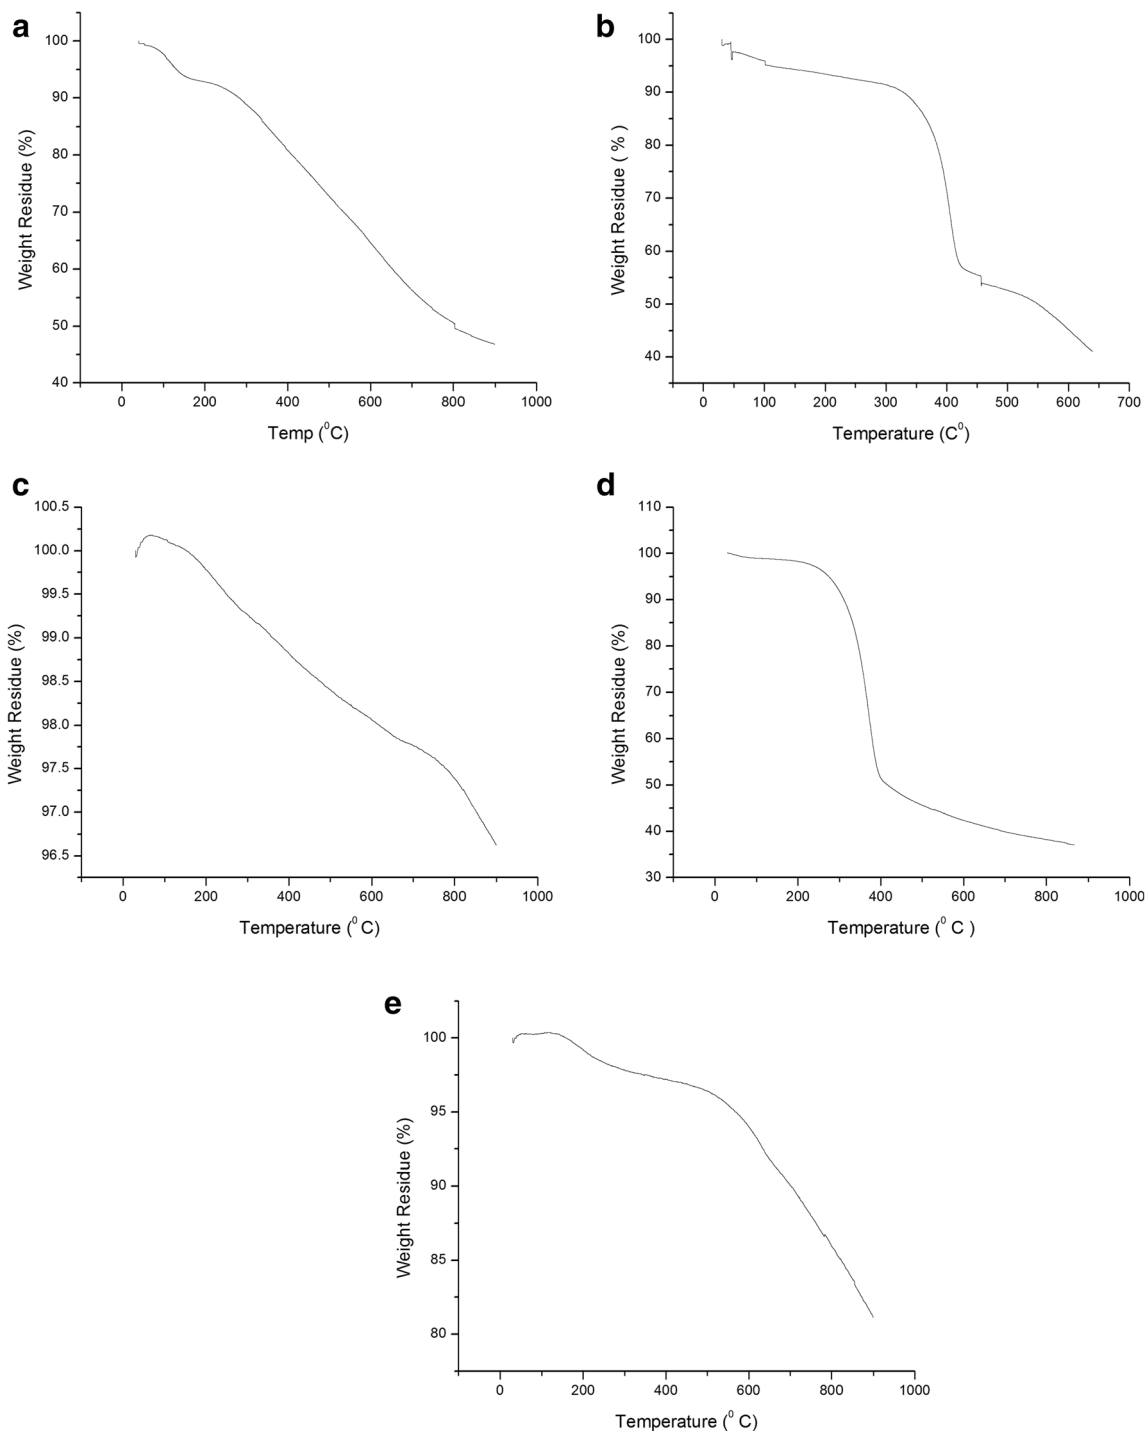 a
100
90
80
70
60
50
40
0 200 400 600 800 1000
Weight Residue (%)
Temp (⁰C)
b
100
90
80
70
60
50
40
0 100 200 300 400 500 600 700
Weight Residue ( % )
Temperature (C⁰)
c
100.5
100.0
99.5
99.0
98.5
98.0
97.5
97.0
96.5
0 200 400 600 800 1000
Weight Residue (%)
Temperature (⁰ C)
d
110
100
90
80
70
60
50
40
30
0 200 400 600 800 1000
Weight Residue (%)
Temperature (⁰ C )
e
100
95
90
85
80
0 200 400 600 800 1000
Weight Residue (%)
Temperature (⁰ C)